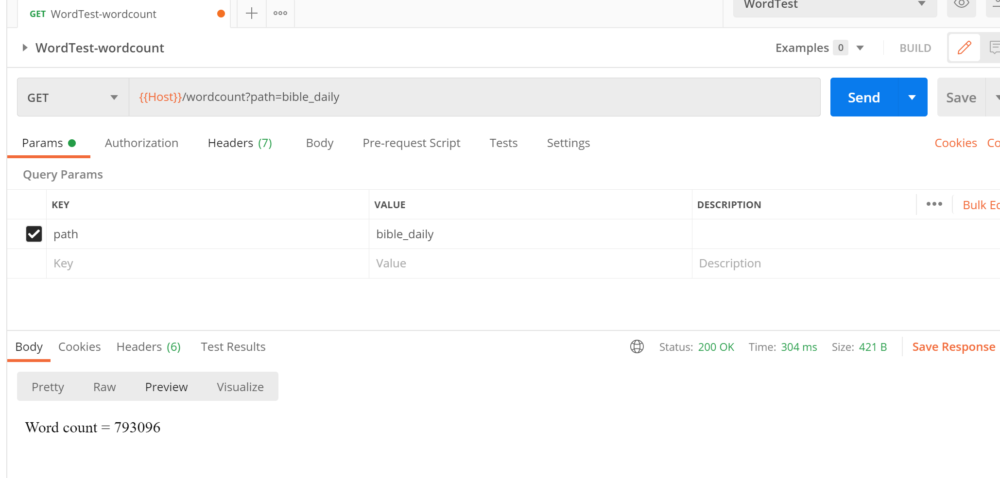 GET WordTest-wordcount
WordTest
WordTest-wordcount
Examples 0
BUILD
GET
{{Host}}/wordcount?path=bible_daily
Send
Save
Params
Authorization
Headers (7)
Body
Pre-request Script
Tests
Settings
Cookies
Co
Query Params
KEY
VALUE
DESCRIPTION
Bulk Ed
path
bible_daily
Key
Value
Description
Body
Cookies
Headers (6)
Test Results
Status: 200 OK
Time: 304 ms
Size: 421 B
Save Response
Pretty
Raw
Preview
Visualize
Word count = 793096